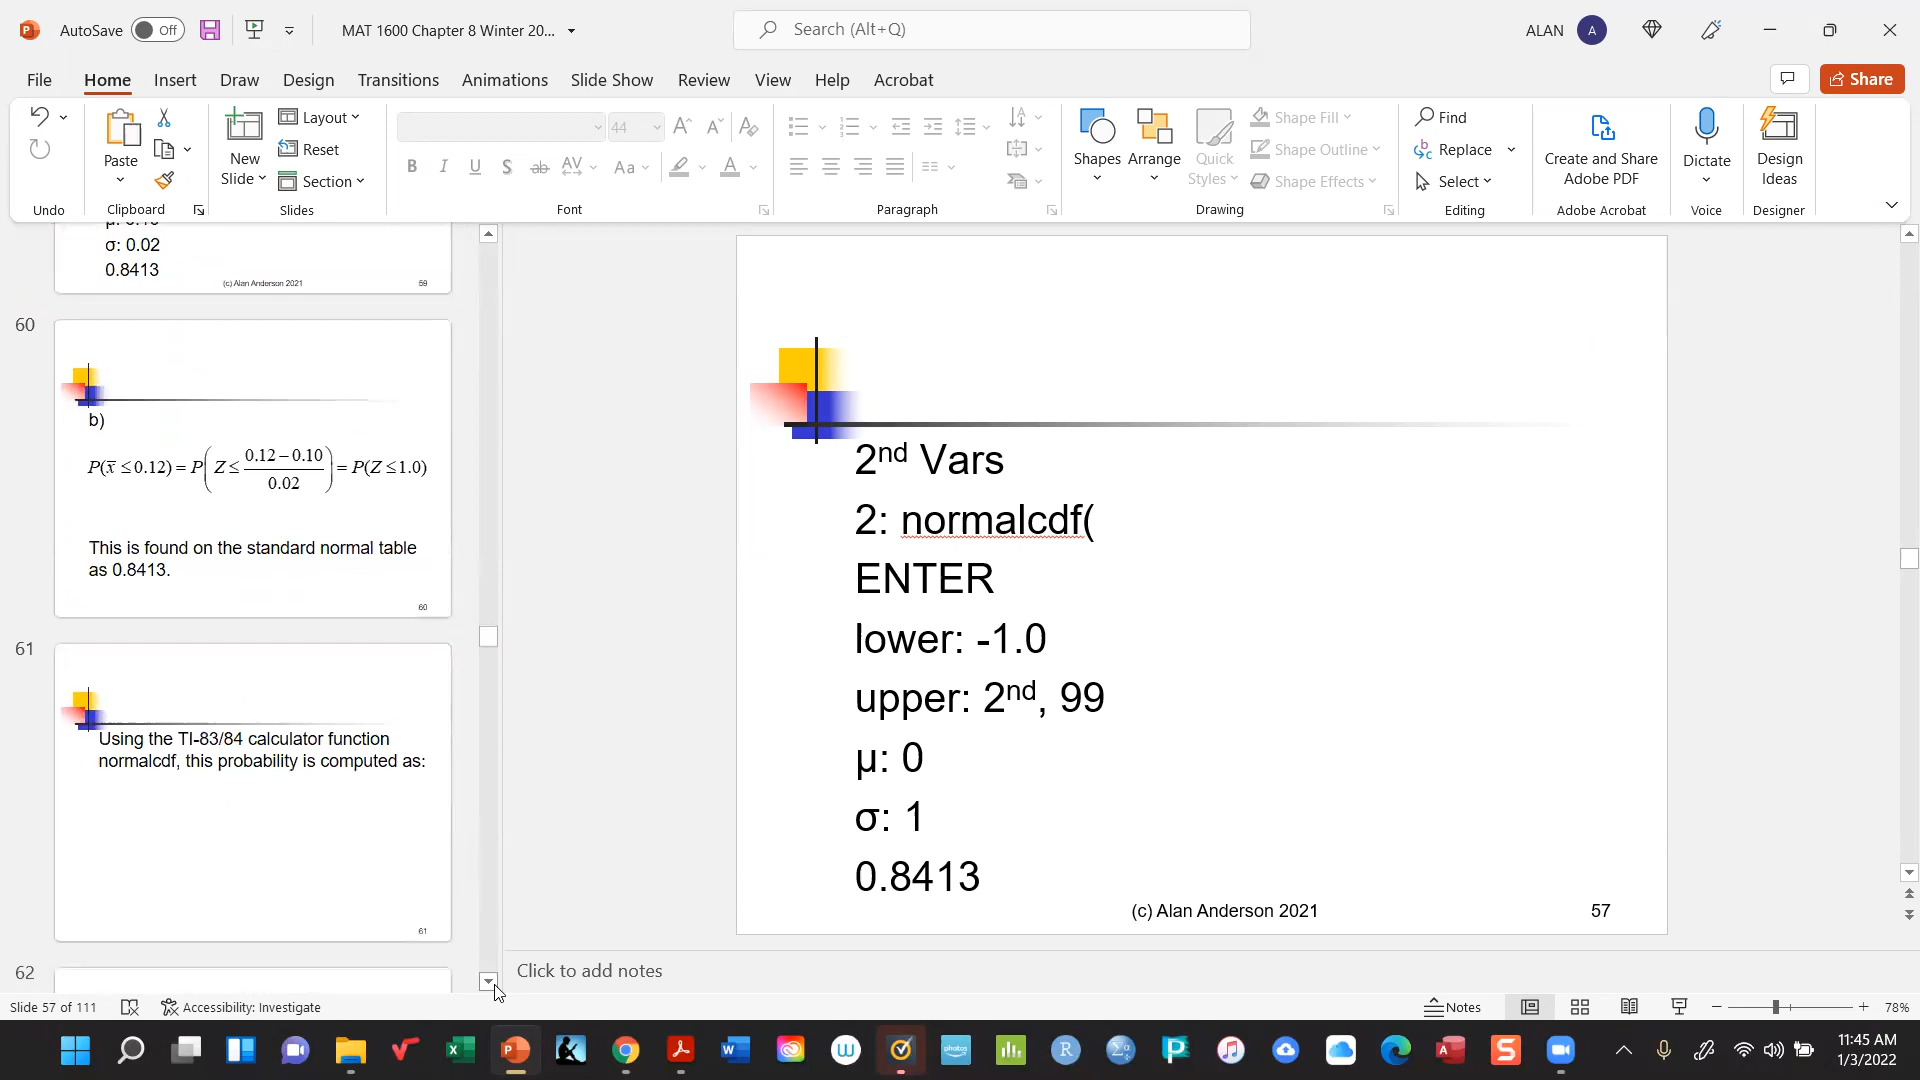 AutoSave Off MAT 1600 Chapter 8 Winter 20... Search (Alt+Q) ALAN A
File Home Insert Draw Design Transitions Animations Slide Show Review View Help Acrobat Share
Undo
Paste
Clipboard
New Slide
Layout
Reset
Section
Slides
44
Font
Paragraph
Shapes
Arrange
Quick Styles
Shape Fill
Shape Outline
Shape Effects
Drawing
Find
Replace
Select
Editing
Create and Share Adobe PDF
Adobe Acrobat
Dictate
Voice
Design Ideas
Designer
σ: 0.02
0.8413
(c) Alan Anderson 2021 59
60
b)
P(x̅ ≤ 0.12) = P(Z ≤ (0.12 − 0.10)/0.02) = P(Z ≤ 1.0)
This is found on the standard normal table
as 0.8413.
60
61
Using the TI-83/84 calculator function
normalcdf, this probability is computed as:
61
62
2nd Vars
2: normalcdf(
ENTER
lower: -1.0
upper: 2nd, 99
μ: 0
σ: 1
0.8413
(c) Alan Anderson 2021 57
Click to add notes
Slide 57 of 111 Accessibility: Investigate Notes 78%
11:45 AM
1/3/2022